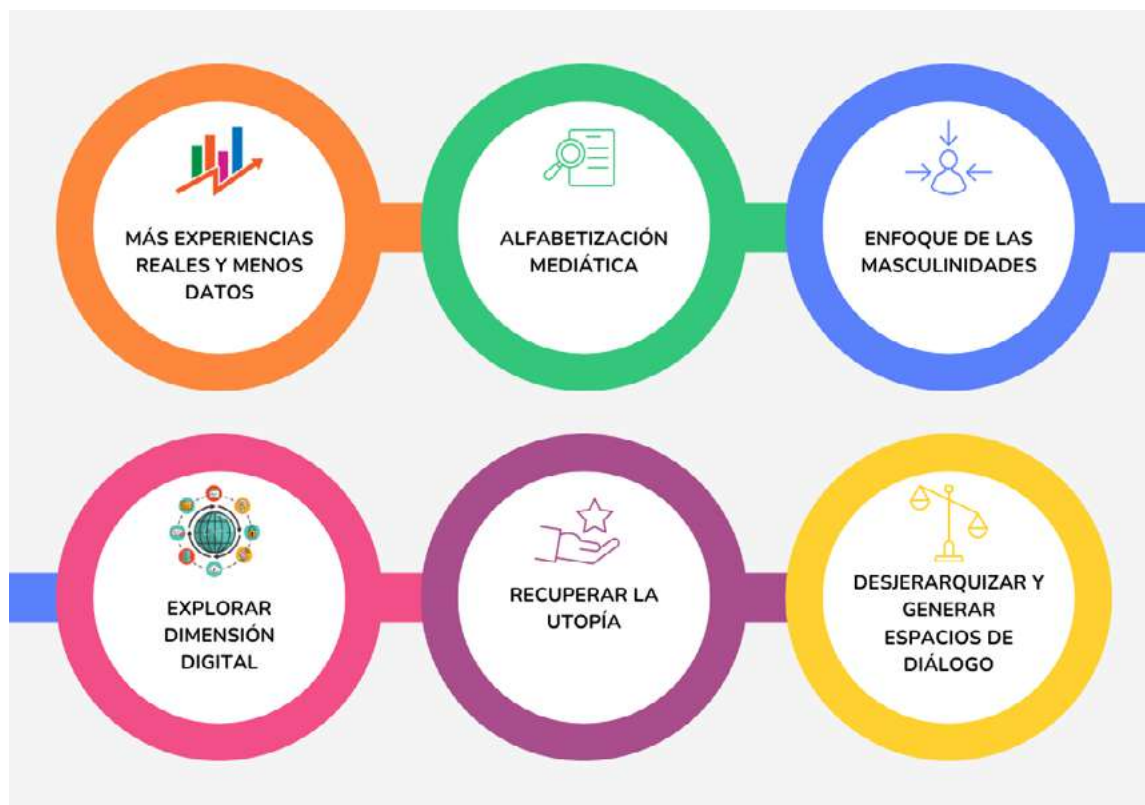 MÁS EXPERIENCIAS
REALES Y MENOS
DATOS
ALFABETIZACIÓN
MEDIÁTICA
ENFOQUE DE LAS
MASCULINIDADES
EXPLORAR
DIMENSIÓN
DIGITAL
RECUPERAR LA
UTOPÍA
DESJERARQUIZAR Y
GENERAR
ESPACIOS DE
DIÁLOGO